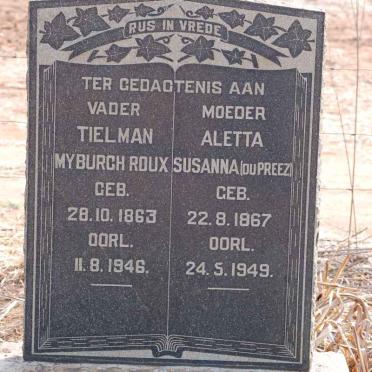 RUS IN VREDE
TER GEDAGTENIS AAN
VADER
TIELMAN
MYBURGH ROUX
GEB.
28.10.1863
OORL.
11.8.1946.
MOEDER
ALETTA
SUSANNA (DU PREEZ)
GEB.
22.8.1867
OORL.
24.5.1949.